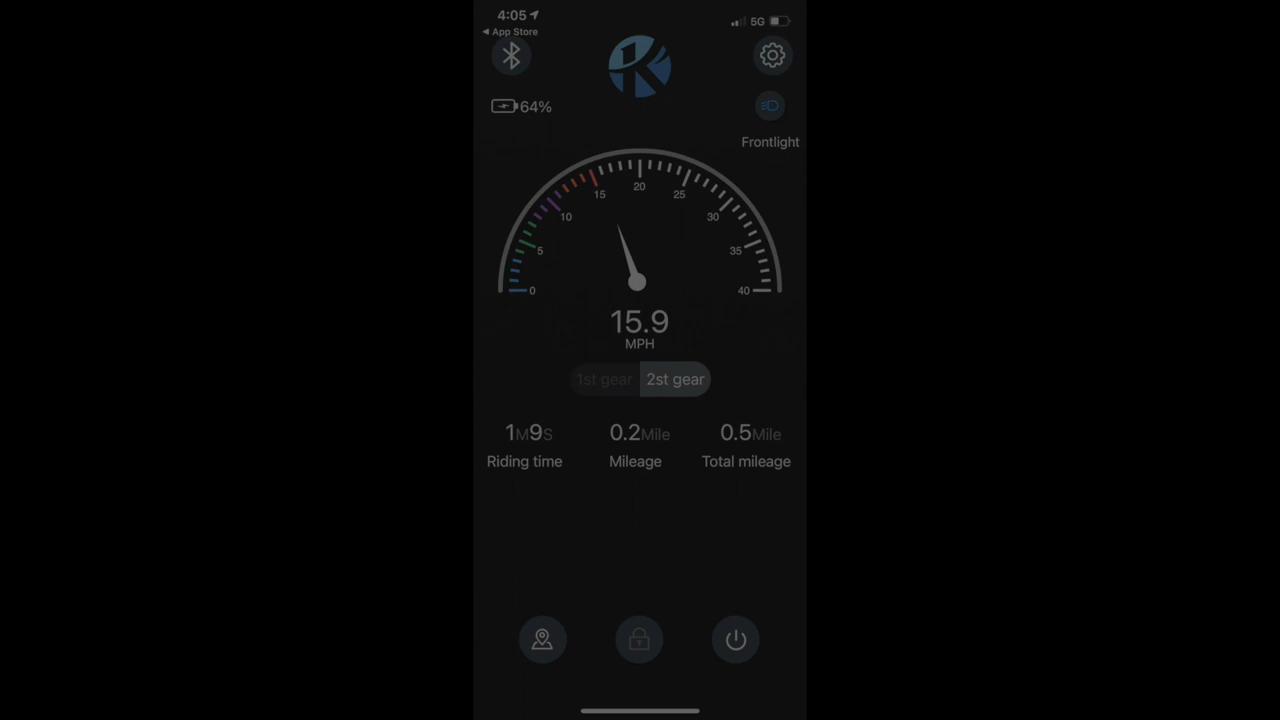 4:05
5G
App Store
K
64%
Frontlight
0
5
10
15
20
25
30
35
40
15.9
MPH
1st gear 2st gear
1M9S 0.2Mile 0.5Mile
Riding time Mileage Total mileage